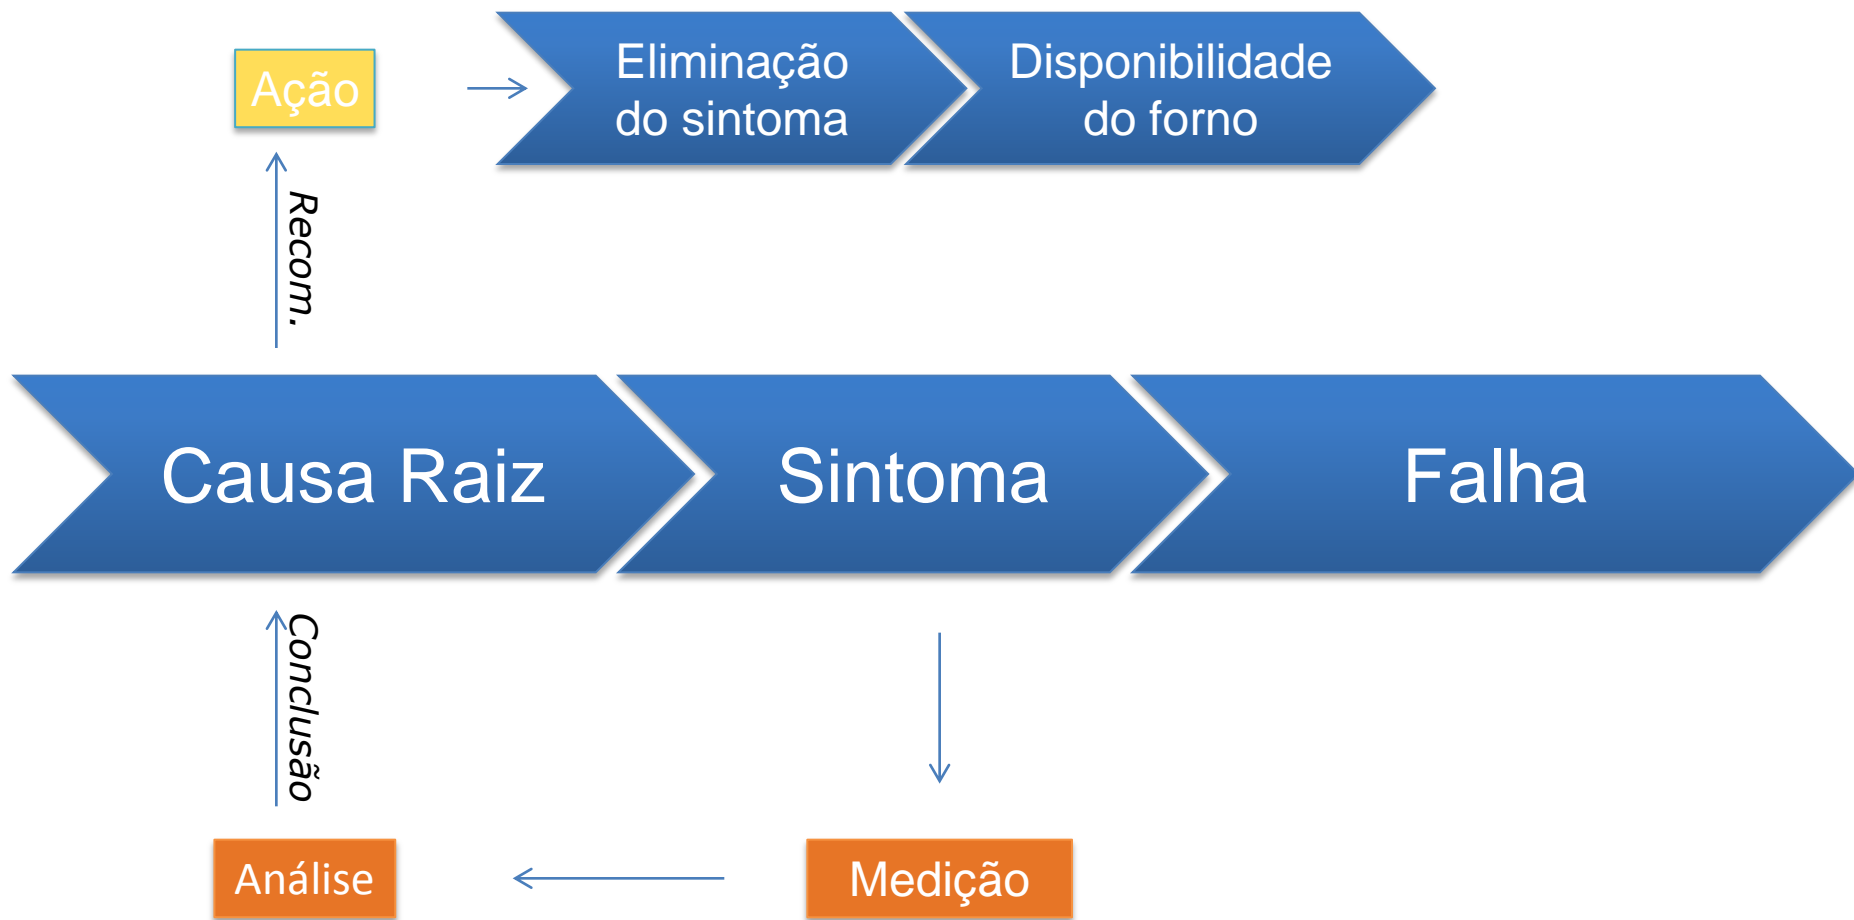 Ação
Eliminação
do sintoma
Disponibilidade
do forno
Recom.
Causa Raiz
Sintoma
Falha
Conclusão
Análise
Medição